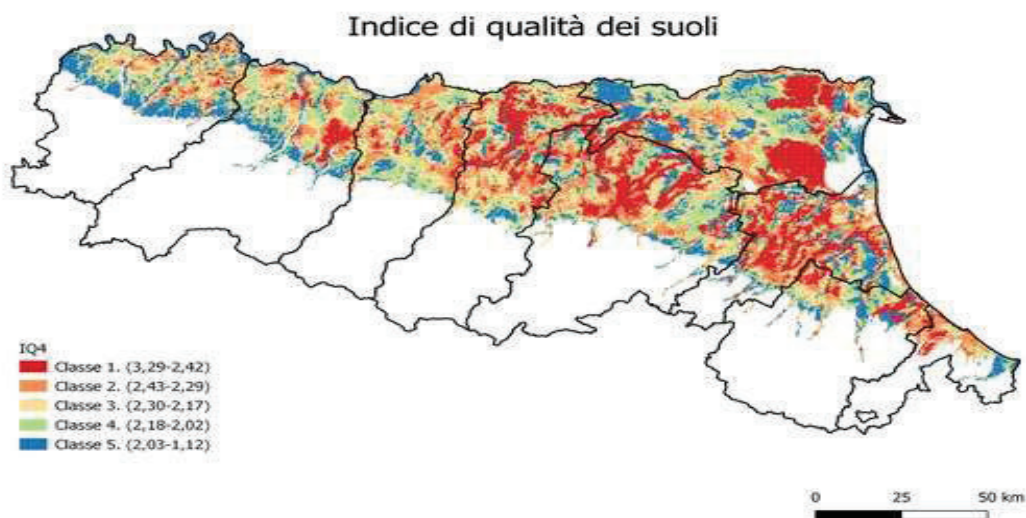 Indice di qualità dei suoli
IQ4
Classe 1. (3,29-2,42)
Classe 2. (2,43-2,29)
Classe 3. (2,30-2,17)
Classe 4. (2,18-2,02)
Classe 5. (2,03-1,12)
0 25 50 km